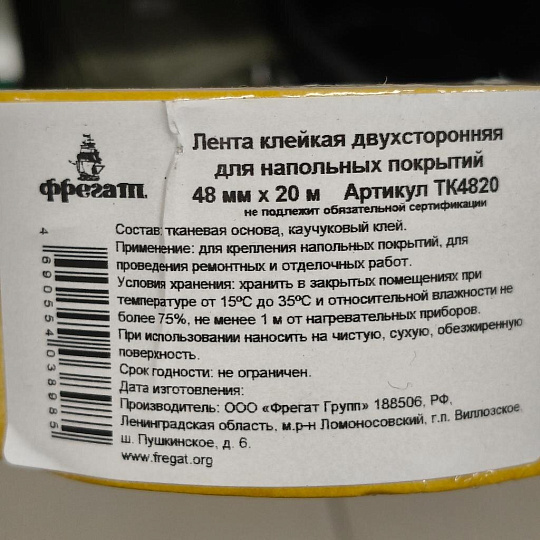 фрегат
Лента клейкая двухсторонняя
для напольных покрытий
48 мм x 20 м Артикул ТК4820
не подлежит обязательной сертификации
Состав: тканевая основа, каучуковый клей.
Применение: для крепления напольных покрытий, для
проведения ремонтных и отделочных работ.
Условия хранения: хранить в закрытых помещениях при
температуре от 15ºС до 35ºС и относительной влажности не
более 75%, не менее 1 м от нагревательных приборов.
При использовании наносить на чистую, сухую, обезжиренную
поверхность.
Срок годности: не ограничен.
Дата изготовления:
Производитель: ООО «Фрегат Групп» 188506, РФ,
Ленинградская область, м.р-н Ломоносовский, г.п. Виллозское
ш. Пушкинское, д. 6.
www.fregat.org
4 690554 038985